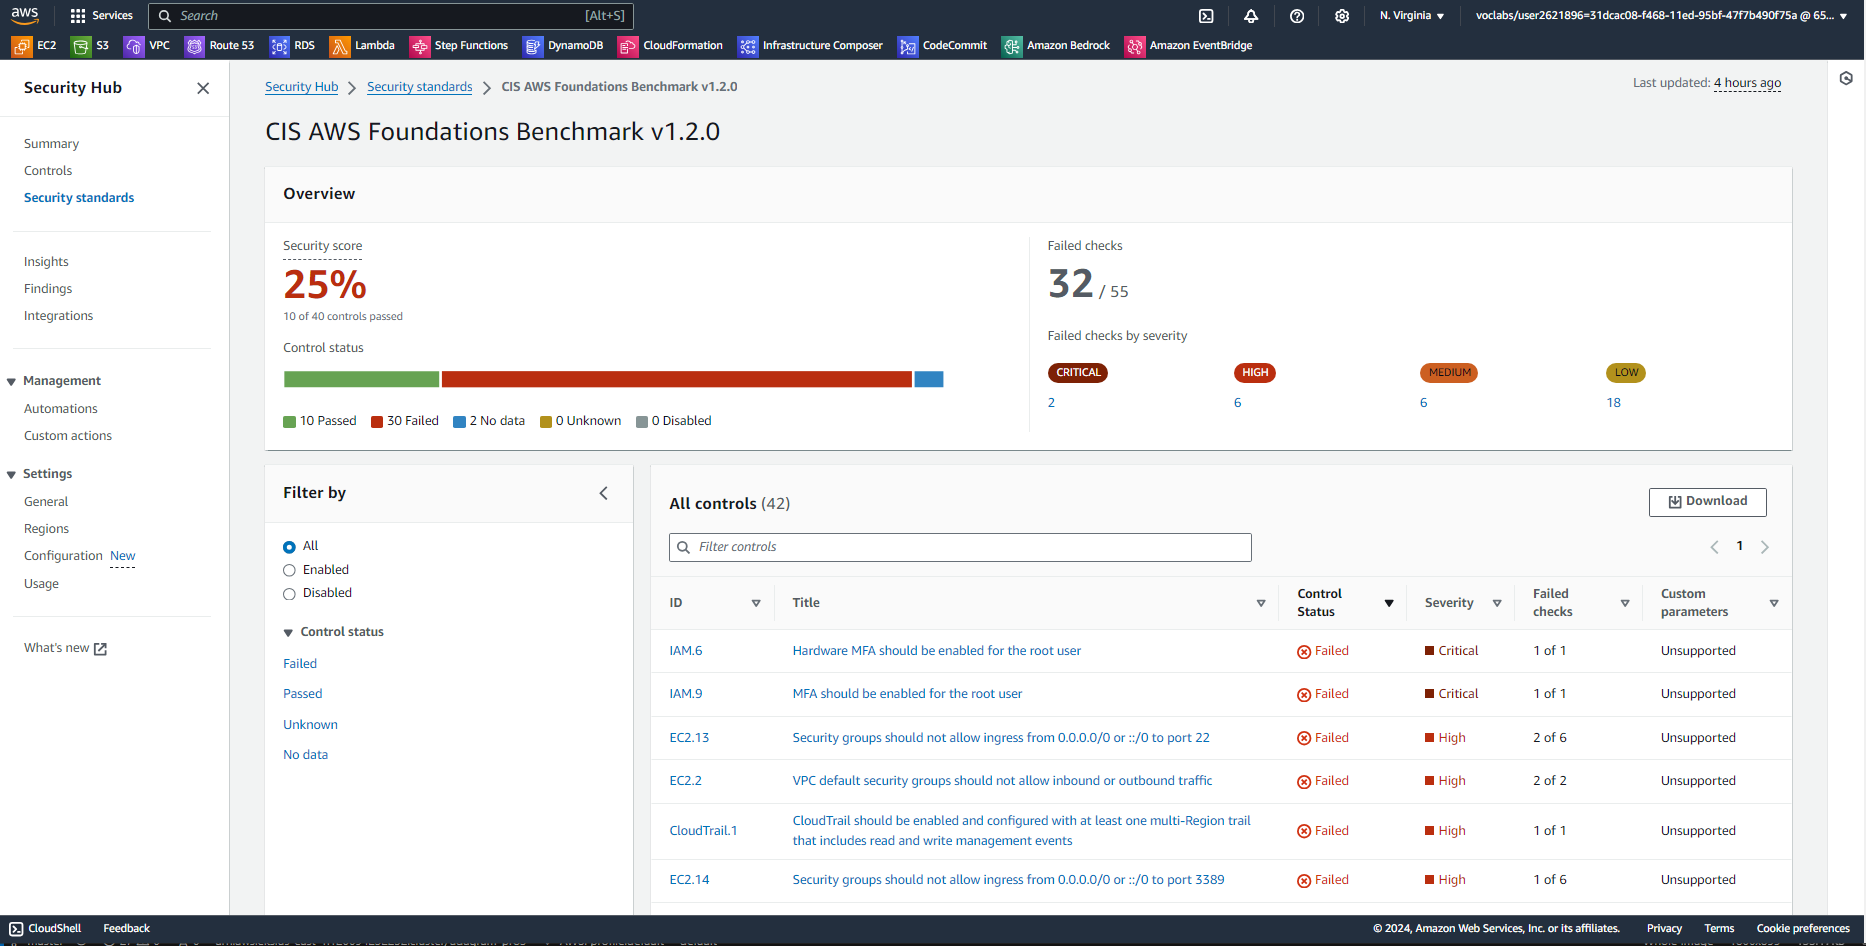 aws
Services
Search
[Alt+S]
N. Virginia
voclabs/user2621896=31dcac08-f468-11ed-95bf-47f7b490f75a @ 65...
EC2
S3
VPC
Route 53
RDS
Lambda
Step Functions
DynamoDB
CloudFormation
Infrastructure Composer
CodeCommit
Amazon Bedrock
Amazon EventBridge
Security Hub
Summary
Controls
Security standards
Insights
Findings
Integrations
Management
Automations
Custom actions
Settings
General
Regions
Configuration New
Usage
What's new
Security Hub
Security standards
CIS AWS Foundations Benchmark v1.2.0
Last updated: 4 hours ago
CIS AWS Foundations Benchmark v1.2.0
Overview
Security score
25%
10 of 40 controls passed
Control status
10 Passed
30 Failed
2 No data
0 Unknown
0 Disabled
Failed checks
32 / 55
Failed checks by severity
CRITICAL
HIGH
MEDIUM
LOW
2
6
6
18
Filter by
All
Enabled
Disabled
Control status
Failed
Passed
Unknown
No data
All controls (42)
Download
Filter controls
1
ID
Title
Control
Status
Severity
Failed
checks
Custom
parameters
IAM.6
Hardware MFA should be enabled for the root user
Failed
Critical
1 of 1
Unsupported
IAM.9
MFA should be enabled for the root user
Failed
Critical
1 of 1
Unsupported
EC2.13
Security groups should not allow ingress from 0.0.0.0/0 or ::/0 to port 22
Failed
High
2 of 6
Unsupported
EC2.2
VPC default security groups should not allow inbound or outbound traffic
Failed
High
2 of 2
Unsupported
CloudTrail.1
CloudTrail should be enabled and configured with at least one multi-Region trail
that includes read and write management events
Failed
High
1 of 1
Unsupported
EC2.14
Security groups should not allow ingress from 0.0.0.0/0 or ::/0 to port 3389
Failed
High
1 of 6
Unsupported
CloudShell
Feedback
© 2024, Amazon Web Services, Inc. or its affiliates.
Privacy
Terms
Cookie preferences